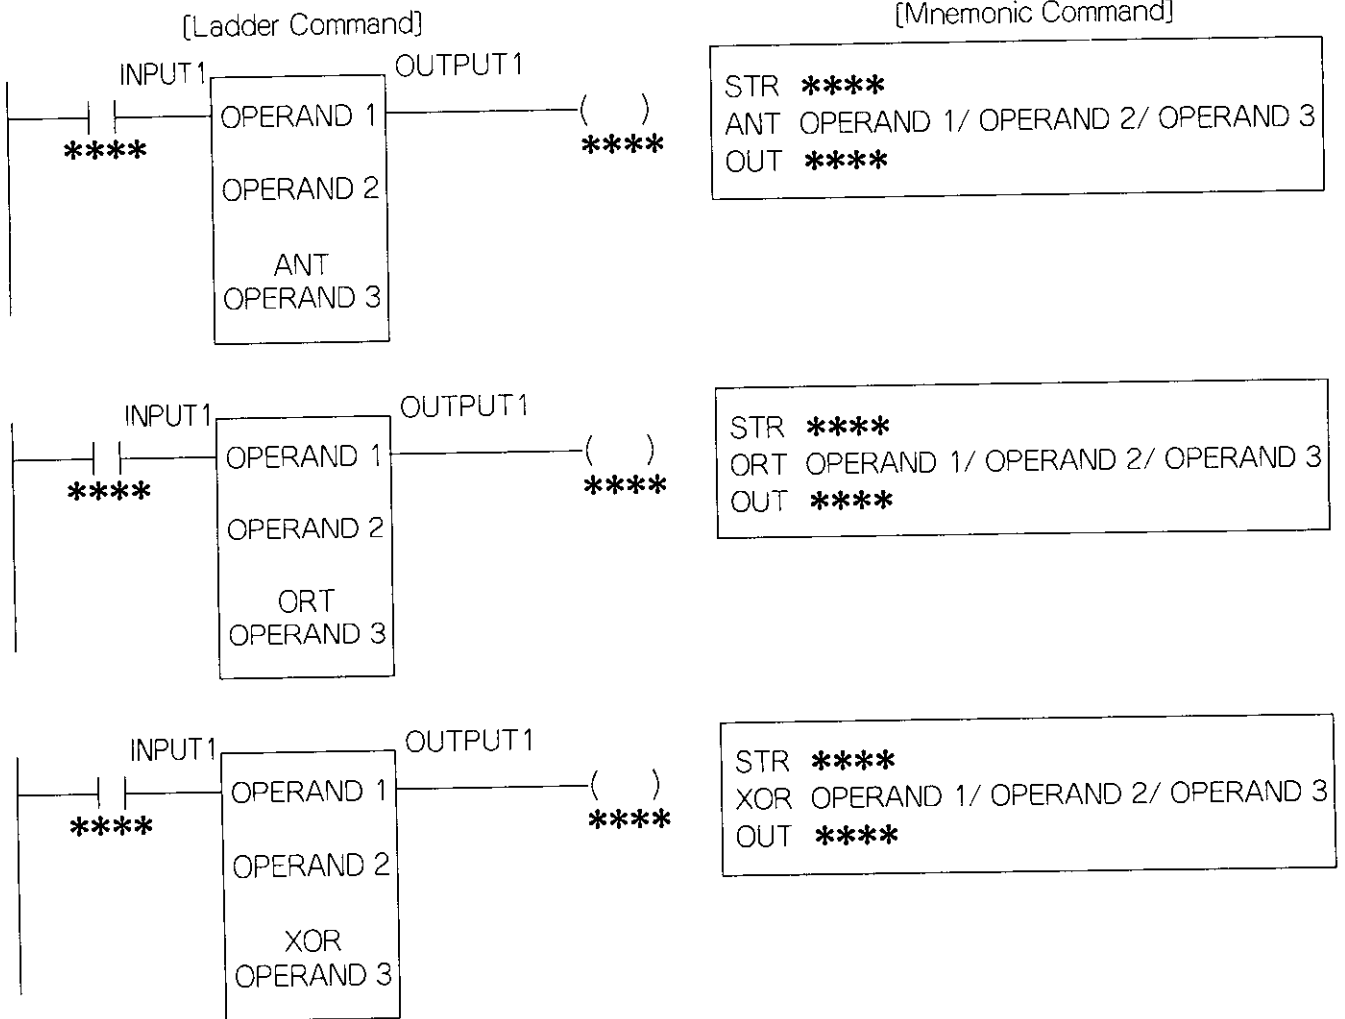 [Ladder Command]
[Mnemonic Command]
INPUT1
OUTPUT1
OPERAND 1
( )
****
****
OPERAND 2
ANT
OPERAND 3
STR ****
ANT OPERAND 1/ OPERAND 2/ OPERAND 3
OUT ****
INPUT1
OUTPUT1
OPERAND 1
( )
****
****
OPERAND 2
ORT
OPERAND 3
STR ****
ORT OPERAND 1/ OPERAND 2/ OPERAND 3
OUT ****
INPUT1
OUTPUT1
OPERAND 1
( )
****
****
OPERAND 2
XOR
OPERAND 3
STR ****
XOR OPERAND 1/ OPERAND 2/ OPERAND 3
OUT ****